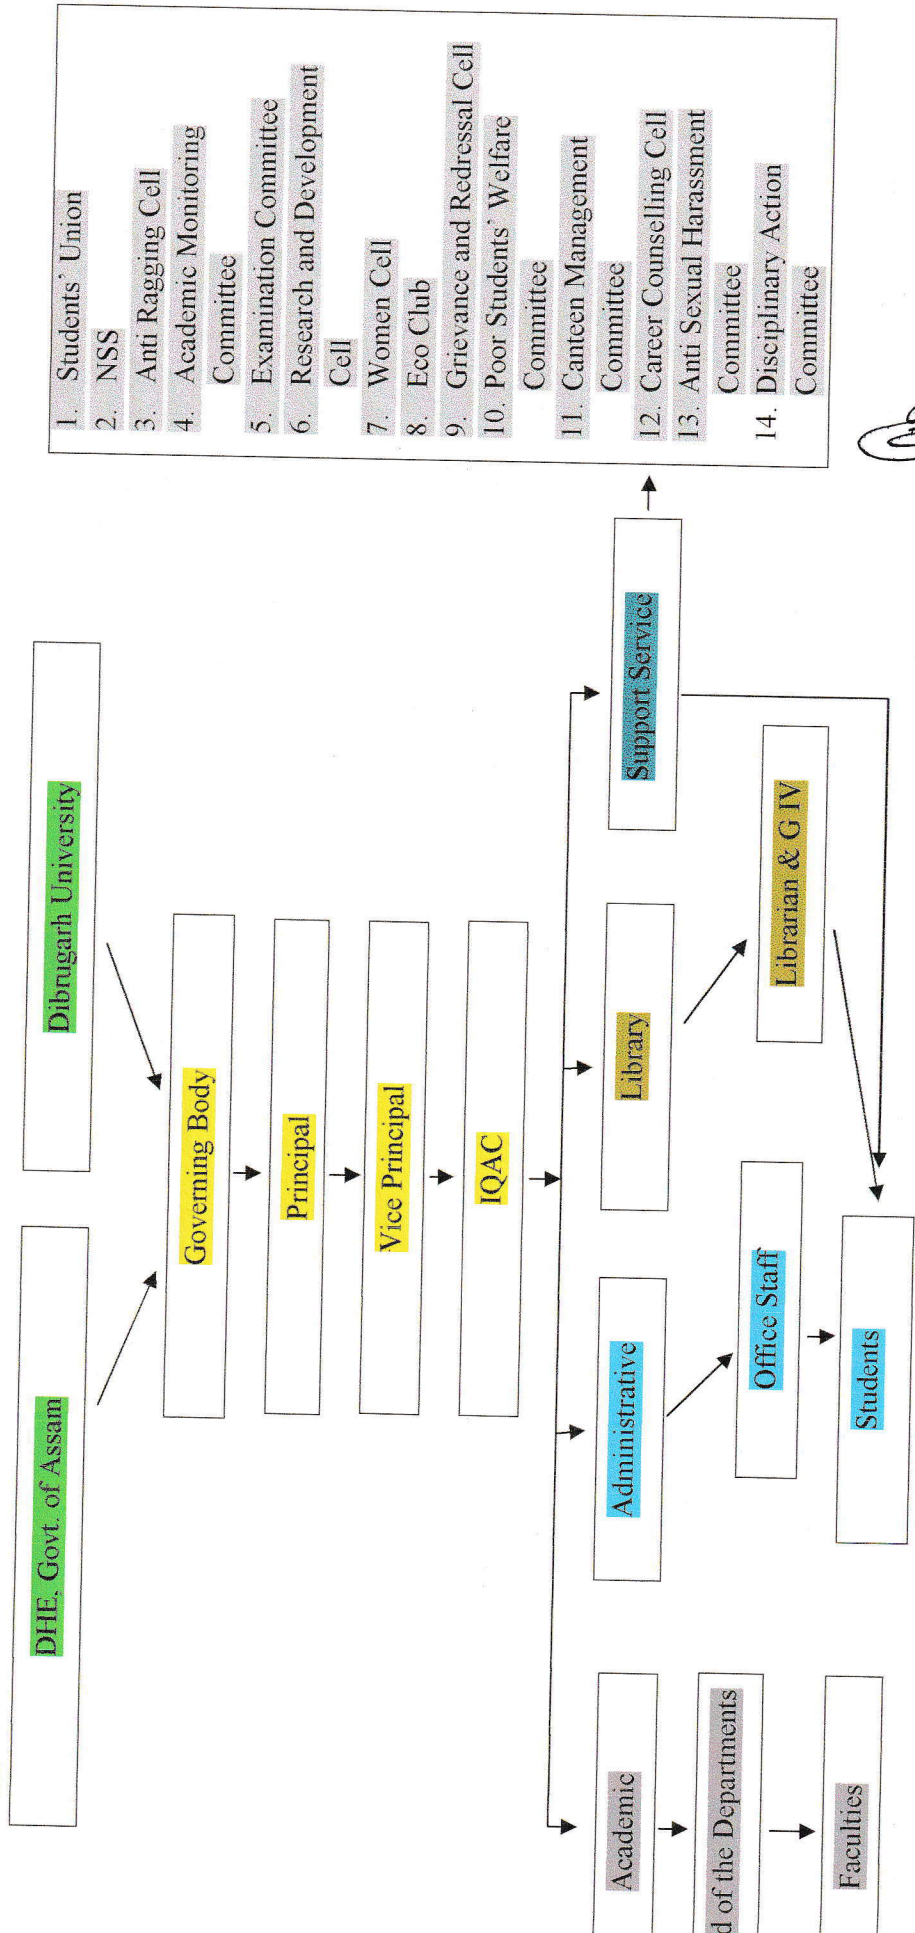 DHE, Govt. of Assam
Dibrugarh University
Governing Body
Principal
Vice Principal
IQAC
Academic
Administrative
Library
Support Service
d of the Departments
Office Staff
Librarian & G IV
Faculties
Students
1. Students' Union
2. NSS
3. Anti Ragging Cell
4. Academic Monitoring
Committee
5. Examination Committee
6. Research and Development
Cell
7. Women Cell
8. Eco Club
9. Grievance and Redressal Cell
10. Poor Students' Welfare
Committee
11. Canteen Management
Committee
12. Career Counselling Cell
13. Anti Sexual Harassment
Committee
14. Disciplinary Action
Committee